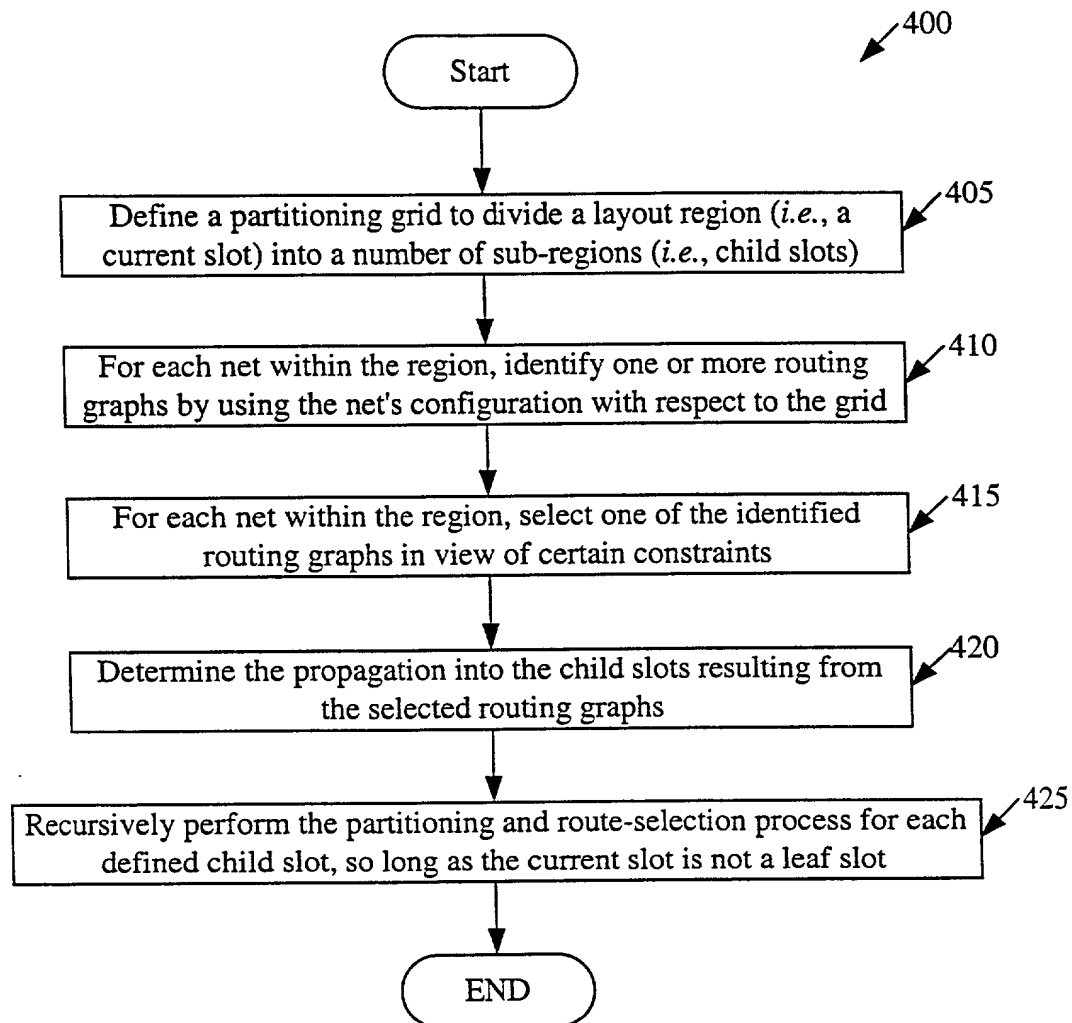 400
Start
405
Define a partitioning grid to divide a layout region (i.e., a
current slot) into a number of sub-regions (i.e., child slots)
410
For each net within the region, identify one or more routing
graphs by using the net's configuration with respect to the grid
415
For each net within the region, select one of the identified
routing graphs in view of certain constraints
420
Determine the propagation into the child slots resulting from
the selected routing graphs
425
Recursively perform the partitioning and route-selection process for each
defined child slot, so long as the current slot is not a leaf slot
END